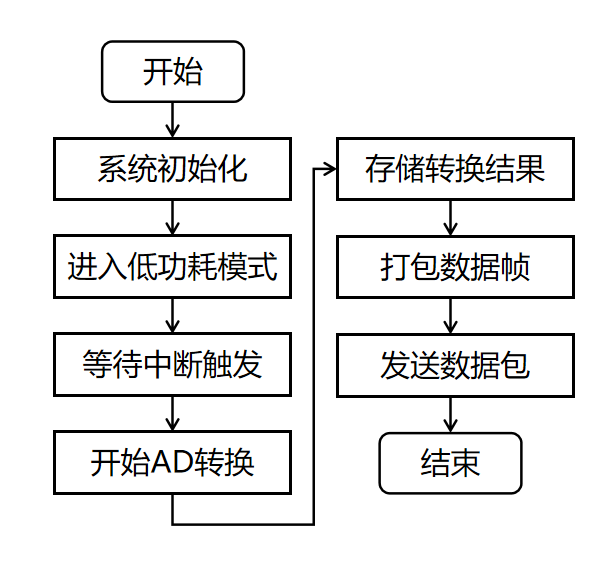 开始
系统初始化
进入低功耗模式
等待中断触发
开始AD转换
存储转换结果
打包数据帧
发送数据包
结束